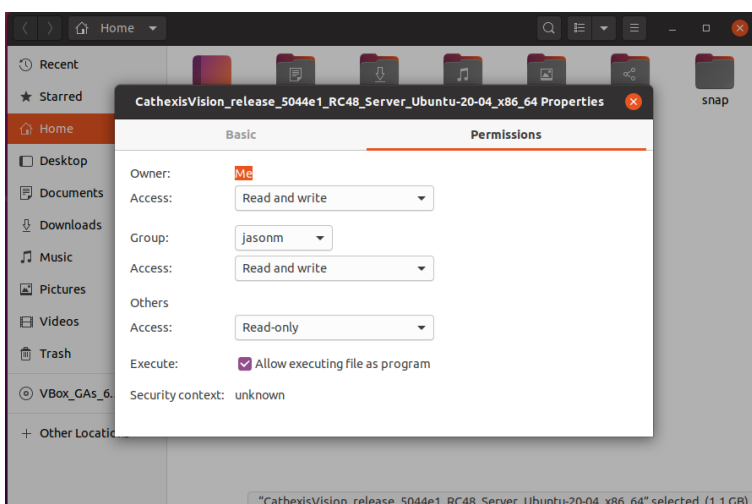 Home
Recent
Starred
Home
Desktop
Documents
Downloads
Music
Pictures
Videos
Trash
VBox_GAs_6.
+ Other Locatio
snap
CathexisVision_release_5044e1_RC48_Server_Ubuntu-20-04_x86_64 Properties
Basic Permissions
Owner: Me
Access: Read and write
Group: jasonm
Access: Read and write
Others
Access: Read-only
Execute: Allow executing file as program
Security context: unknown
"CathexisVision_release_5044e1_RC48_Server_Ubuntu-20-04_x86_64" selected (1.1 GB)